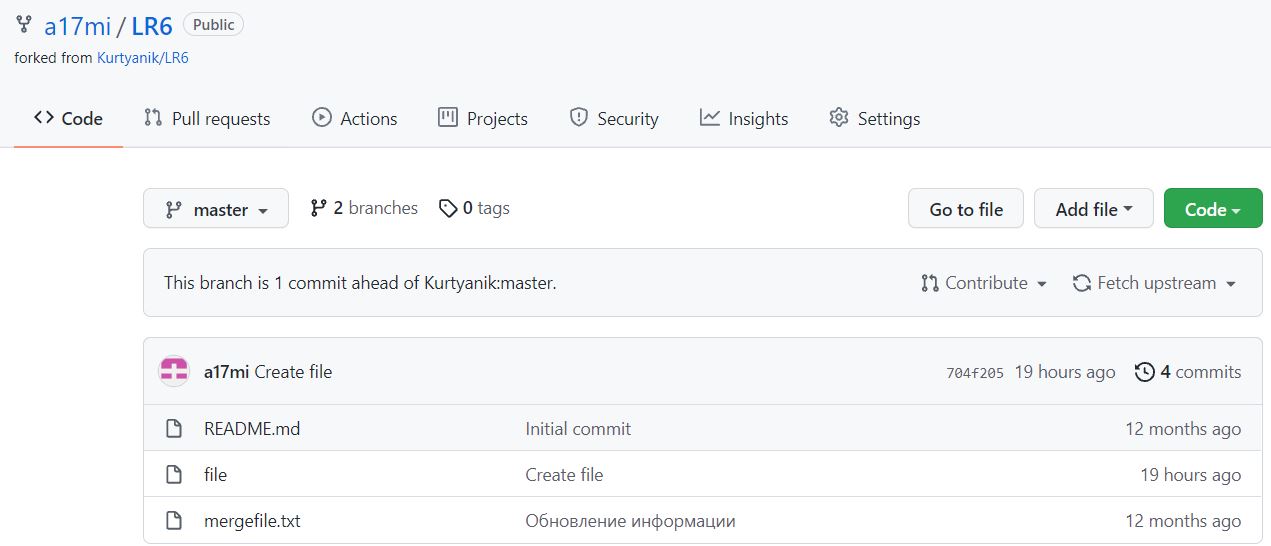 a17mi / LR6 Public
forked from Kurtyanik/LR6
Code Pull requests Actions Projects Security Insights Settings
master 2 branches 0 tags Go to file Add file Code
This branch is 1 commit ahead of Kurtyanik:master. Contribute Fetch upstream
a17mi Create file 704f205 19 hours ago 4 commits
README.md Initial commit 12 months ago
file Create file 19 hours ago
mergefile.txt Обновление информации 12 months ago